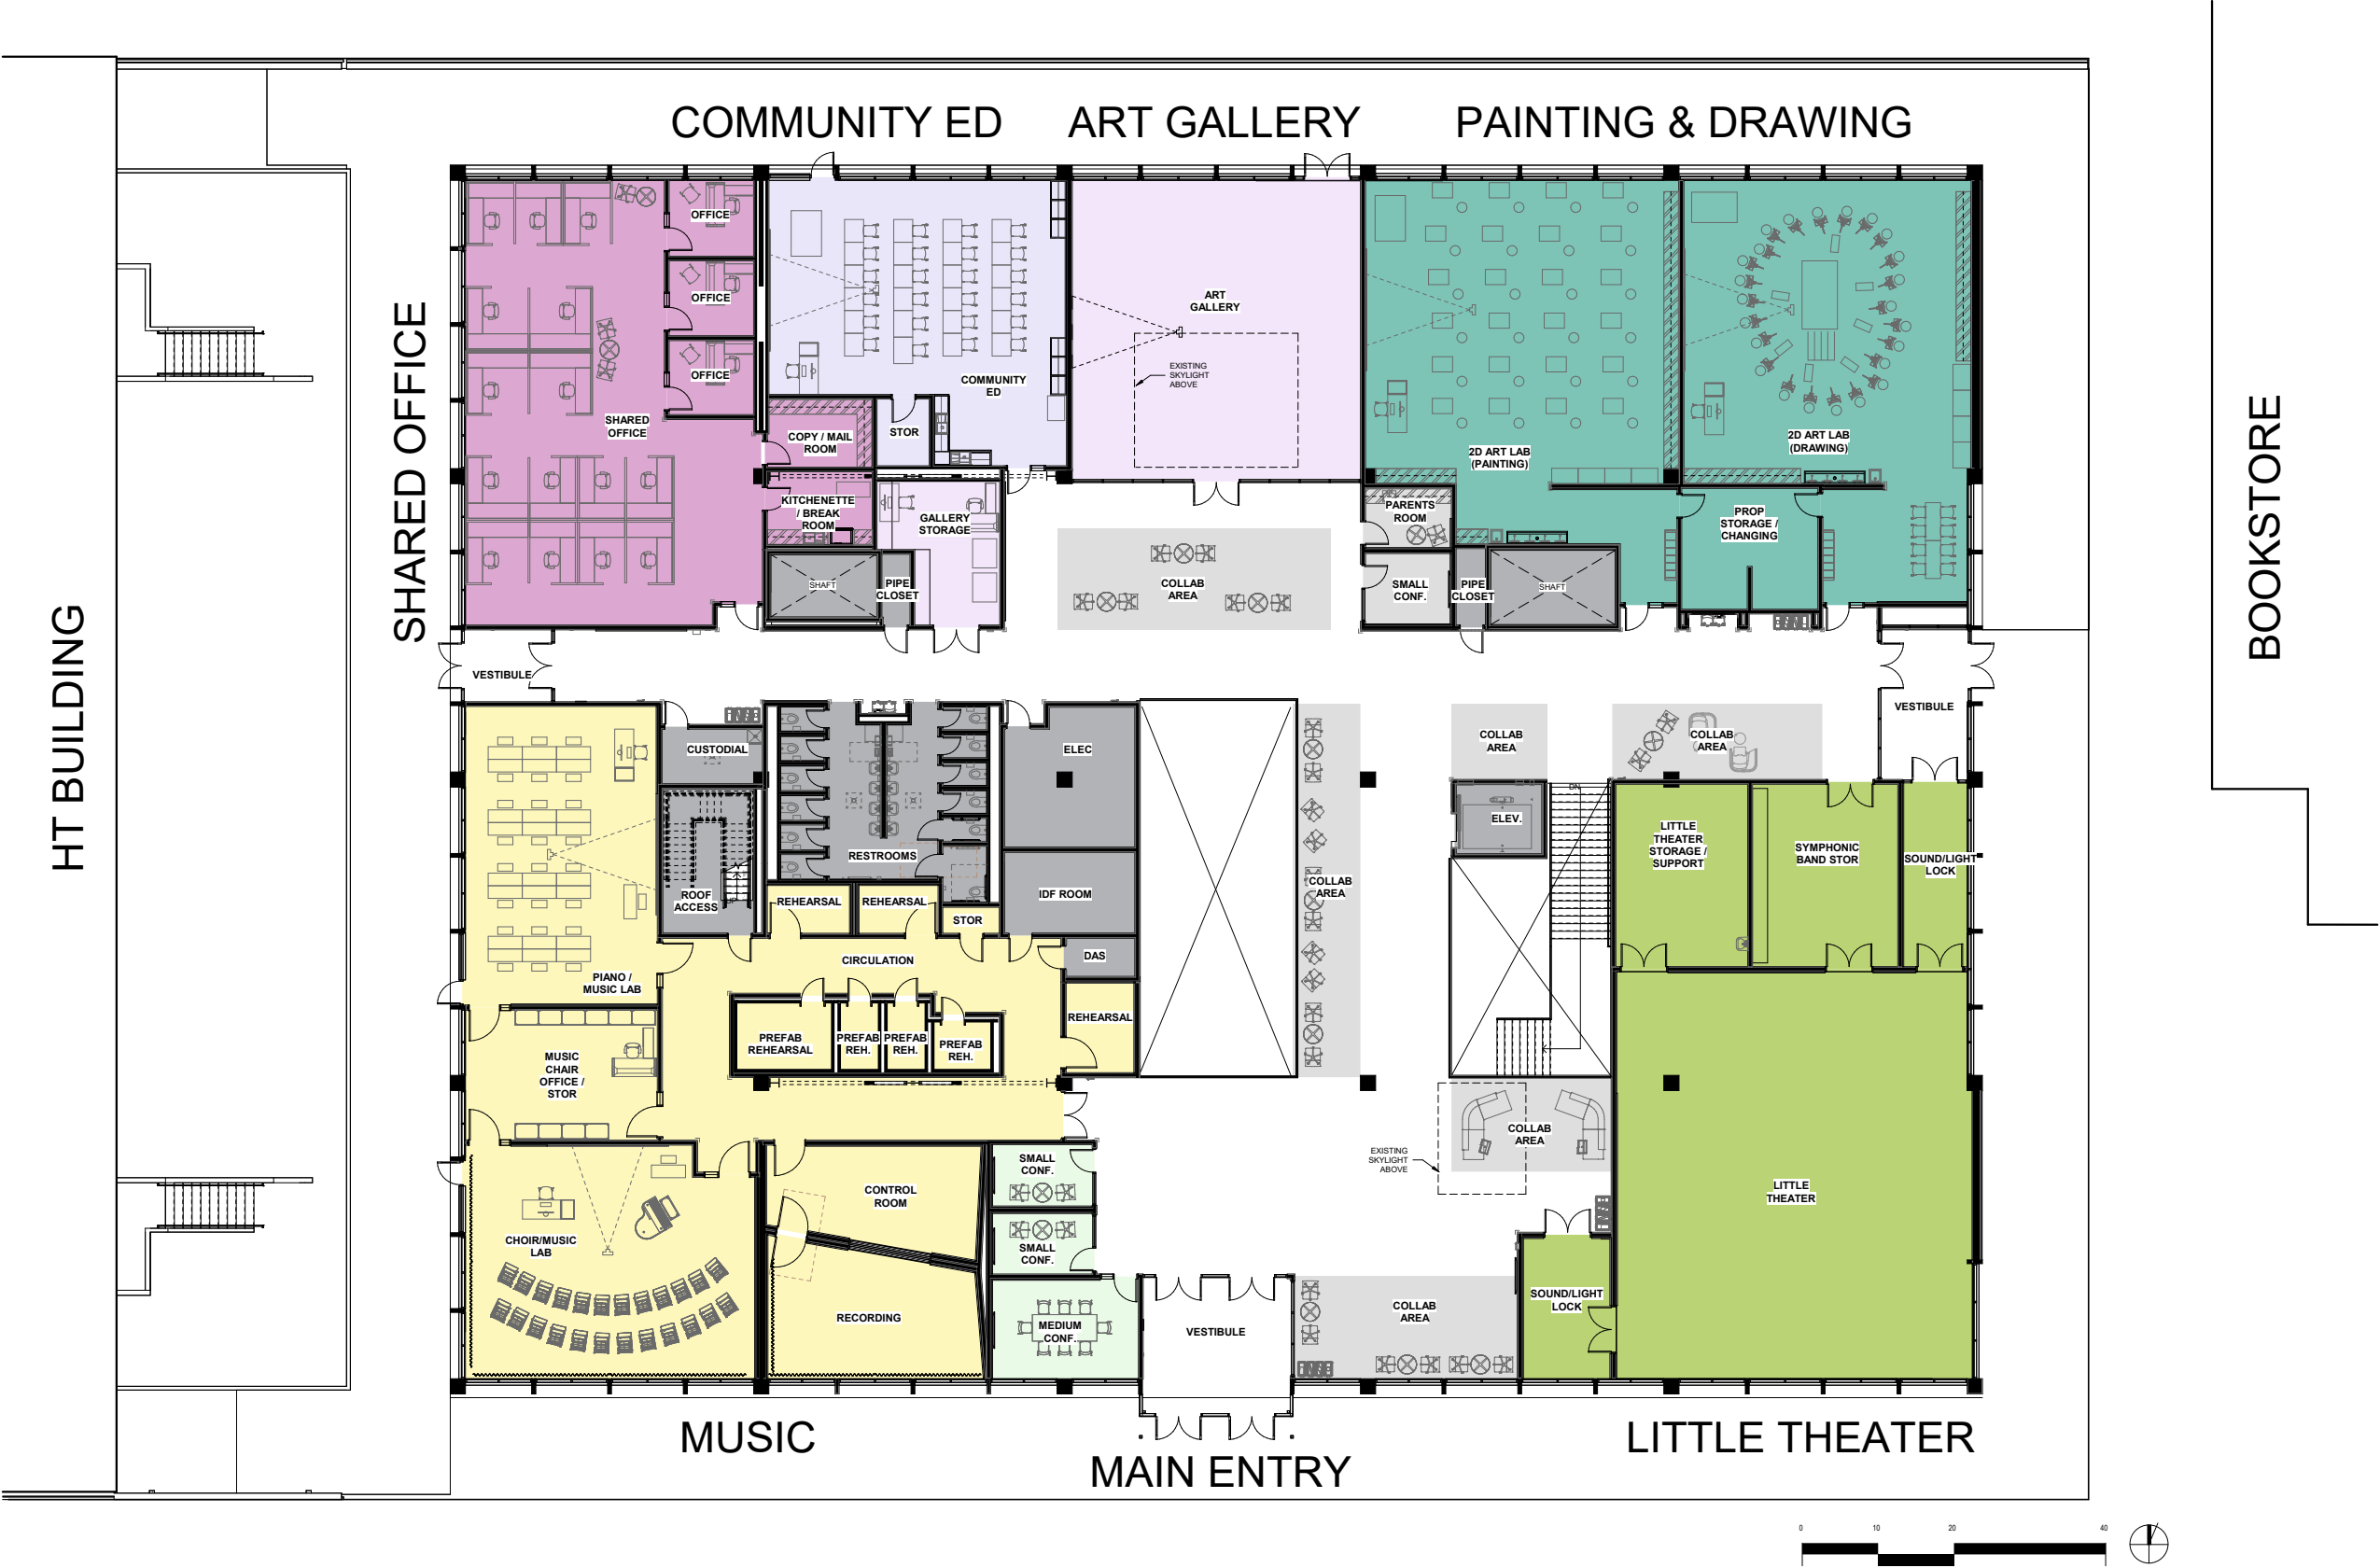 COMMUNITY ED
ART GALLERY
PAINTING & DRAWING
SHARED OFFICE
HT BUILDING
BOOKSTORE
OFFICE
OFFICE
OFFICE
SHARED
OFFICE
COPY / MAIL
ROOM
KITCHENETTE
/ BREAK
ROOM
STOR
COMMUNITY
ED
GALLERY
STORAGE
SHAFT
PIPE
CLOSET
ART
GALLERY
EXISTING
SKYLIGHT
ABOVE
COLLAB
AREA
2D ART LAB
(PAINTING)
2D ART LAB
(DRAWING)
PARENTS
ROOM
SMALL
CONF.
PIPE
CLOSET
SHAFT
PROP
STORAGE /
CHANGING
VESTIBULE
VESTIBULE
CUSTODIAL
ROOF
ACCESS
UP
RESTROOMS
ELEC
IDF ROOM
DAS
REHEARSAL
REHEARSAL
STOR
CIRCULATION
PIANO /
MUSIC LAB
MUSIC
CHAIR
OFFICE /
STOR
PREFAB
REHEARSAL
PREFAB
REH.
PREFAB
REH.
PREFAB
REH.
REHEARSAL
COLLAB
AREA
COLLAB
AREA
COLLAB
AREA
ELEV.
DN
LITTLE
THEATER
STORAGE /
SUPPORT
SYMPHONIC
BAND STOR
SOUND/LIGHT
LOCK
COLLAB
AREA
EXISTING
SKYLIGHT
ABOVE
LITTLE
THEATER
CHOIR/MUSIC
LAB
CONTROL
ROOM
RECORDING
SMALL
CONF.
SMALL
CONF.
MEDIUM
CONF.
VESTIBULE
COLLAB
AREA
SOUND/LIGHT
LOCK
MUSIC
MAIN ENTRY
LITTLE THEATER
0 10 20 40